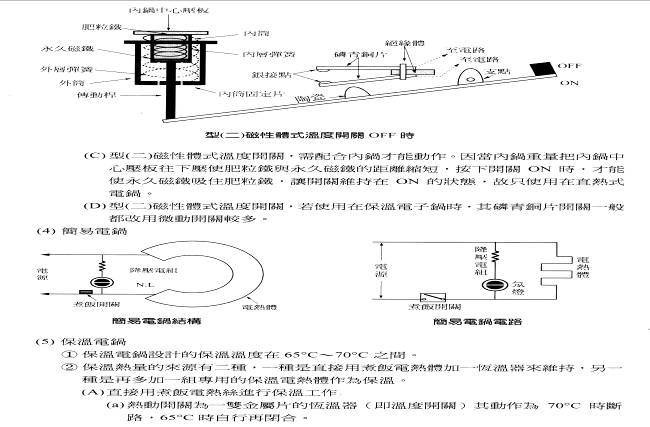 內鍋中心壓板
肥粒鐵
內筒
永久磁鐵
內層彈簧
外層彈簧
外筒
傳動桿
內筒固定片
絕緣體
磷青銅片
至電路
至電路
銀接點
支點
陶瓷
OFF
ON
型(二)磁性體式溫度開關 OFF 時
(C) 型(二)磁性體式溫度開關，需配合內鍋才能動作。因當內鍋重量把內鍋中
心壓板往下壓使肥粒鐵與永久磁鐵的距離縮短，按下開關 ON 時，才能
使永久磁鐵吸住肥粒鐵，讓開關維持在 ON 的狀態，故只使用在直熱式
電鍋。
(D) 型(二)磁性體式溫度開關，若使用在保溫電子鍋時，其磷青銅片開關一般
都改用微動開關較多。
(4) 簡易電鍋
電源
降壓電組
N.L
煮飯開關
電熱體
簡易電鍋結構
電源
降壓電組
氖燈
電熱體
煮飯開關
簡易電鍋電路
(5) 保溫電鍋
① 保溫電鍋設計的保溫溫度在 65°C～70°C 之間。
② 保溫熱量的來源有二種，一種是直接用煮飯電熱體加一恆溫器來維持，另一
種是再多加一組專用的保溫電熱體作為保溫。
(A) 直接用煮飯電熱絲進行保溫工作
(a) 熱動開關為一雙金屬片的恆溫器（即溫度開關）其動作為 70°C 時斷
路，65°C 時自行再閉合。